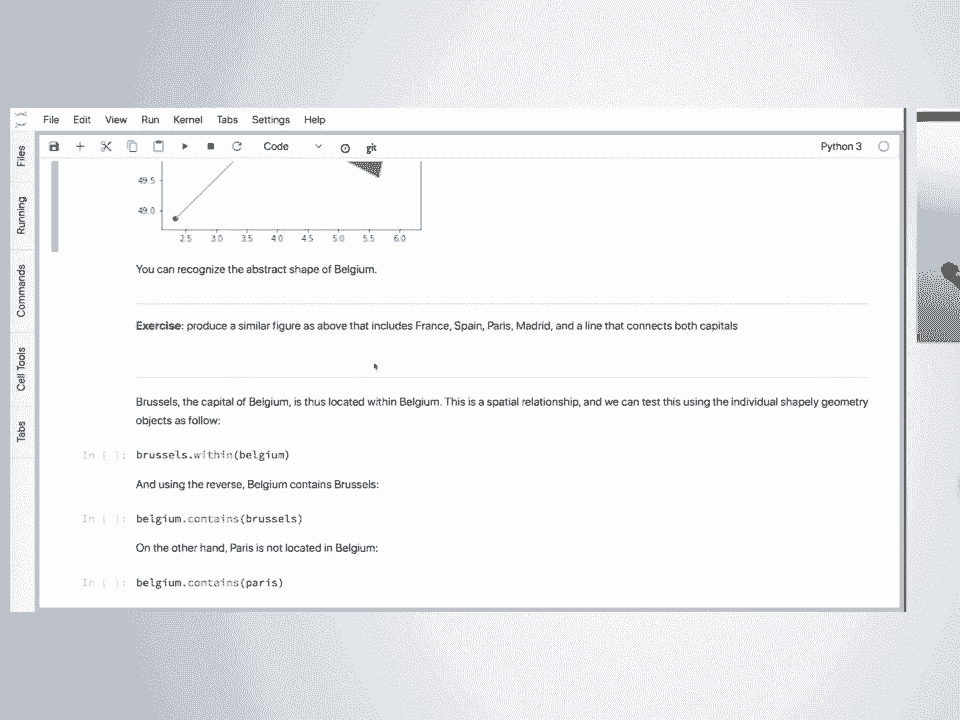 File Edit View Run Kernel Tabs Settings Help
Code git Python 3
Files
Running
Commands
Cell Tools
Tabs
49.5
49.0
2.5 3.0 3.5 4.0 4.5 5.0 5.5 6.0
You can recognize the abstract shape of Belgium.
Exercise: produce a similar figure as above that includes France, Spain, Paris, Madrid, and a line that connects both capitals
Brussels, the capital of Belgium, is thus located within Belgium. This is a spatial relationship, and we can test this using the individual shapely geometry
objects as follow:
In [ ]: brussels.within(belgium)
And using the reverse, Belgium contains Brussels:
In [ ]: belgium.contains(brussels)
On the other hand, Paris is not located in Belgium:
In [ ]: belgium.contains(paris)